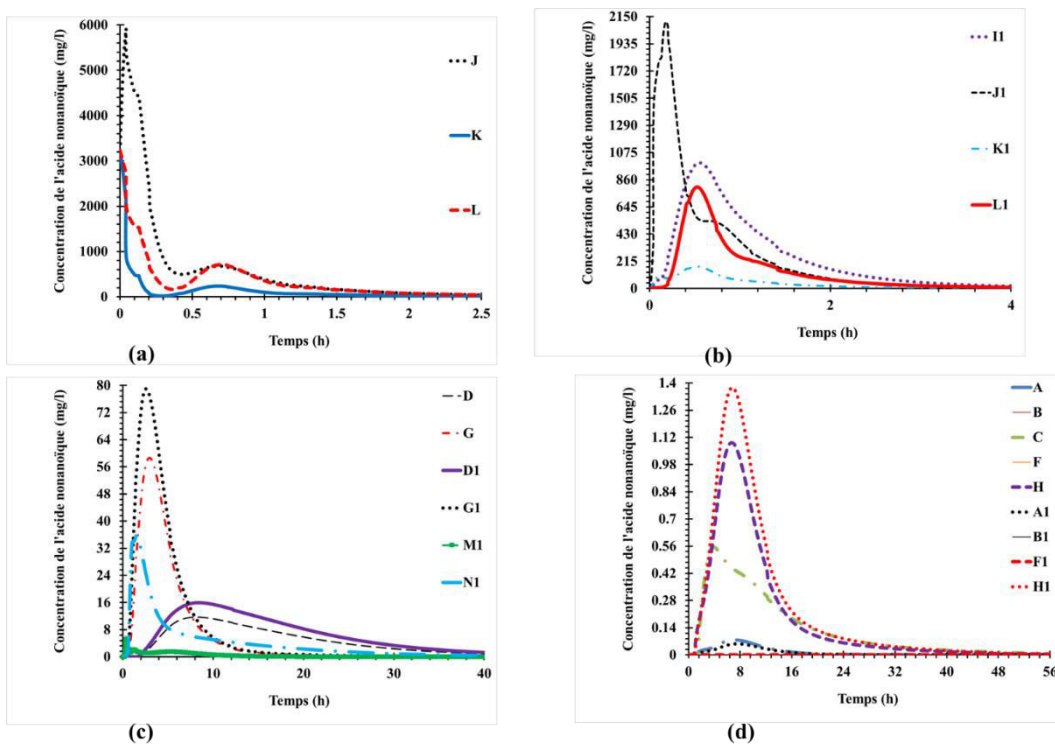 Concentration de l'acide nonanoïque (mg/l)
6000
5000
4000
3000
2000
1000
0
0 0.5 1 1.5 2 2.5
Temps (h)
J
K
L
(a)
Concentration de l'acide nonanoïque (mg/l)
2150
1935
1720
1505
1290
1075
860
645
430
215
0
0 2 4
Temps (h)
I1
J1
K1
L1
(b)
Concentration de l'acide nonanoïque (mg/l)
80
72
64
56
48
40
32
24
16
8
0
0 10 20 30 40
Temps (h)
D
G
D1
G1
M1
N1
(c)
Concentration de l'acide nonanoïque (mg/l)
1.4
1.26
1.12
0.98
0.84
0.7
0.56
0.42
0.28
0.14
0
0 8 16 24 32 40 48 56
Temps (h)
A
B
C
F
H
A1
B1
F1
H1
(d)